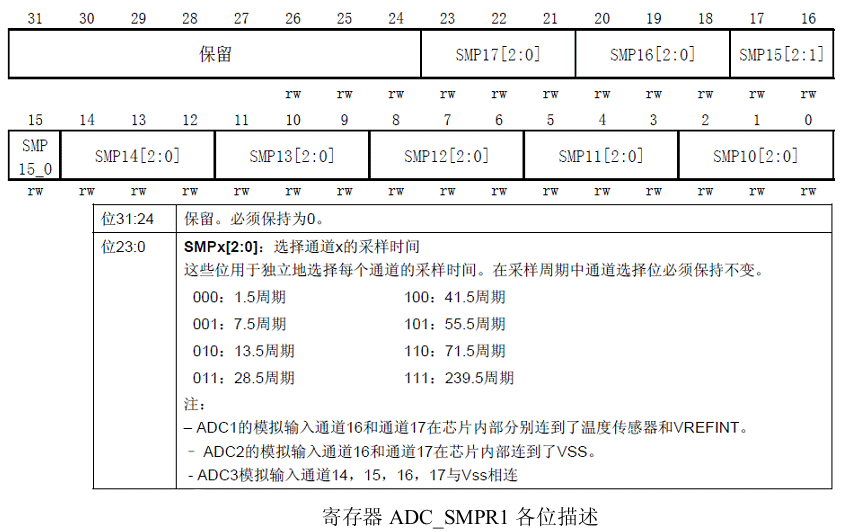 31 30 29 28 27 26 25 24 23 22 21 20 19 18 17 16
保留 SMP17[2:0] SMP16[2:0] SMP15[2:1]
rw rw rw rw rw rw rw rw rw rw rw
15 14 13 12 11 10 9 8 7 6 5 4 3 2 1 0
SMP
15_0 SMP14[2:0] SMP13[2:0] SMP12[2:0] SMP11[2:0] SMP10[2:0]
rw rw rw rw rw rw rw rw rw rw rw rw rw rw rw rw
位31:24 保留。必须保持为0。
位23:0 SMPx[2:0]：选择通道x的采样时间
这些位用于独立地选择每个通道的采样时间。在采样周期中通道选择位必须保持不变。
000：1.5周期 100：41.5周期
001：7.5周期 101：55.5周期
010：13.5周期 110：71.5周期
011：28.5周期 111：239.5周期
注：
– ADC1的模拟输入通道16和通道17在芯片内部分别连到了温度传感器和VREFINT。
– ADC2的模拟输入通道16和通道17在芯片内部连到了VSS。
- ADC3模拟输入通道14，15，16，17与Vss相连
寄存器 ADC_SMPR1 各位描述